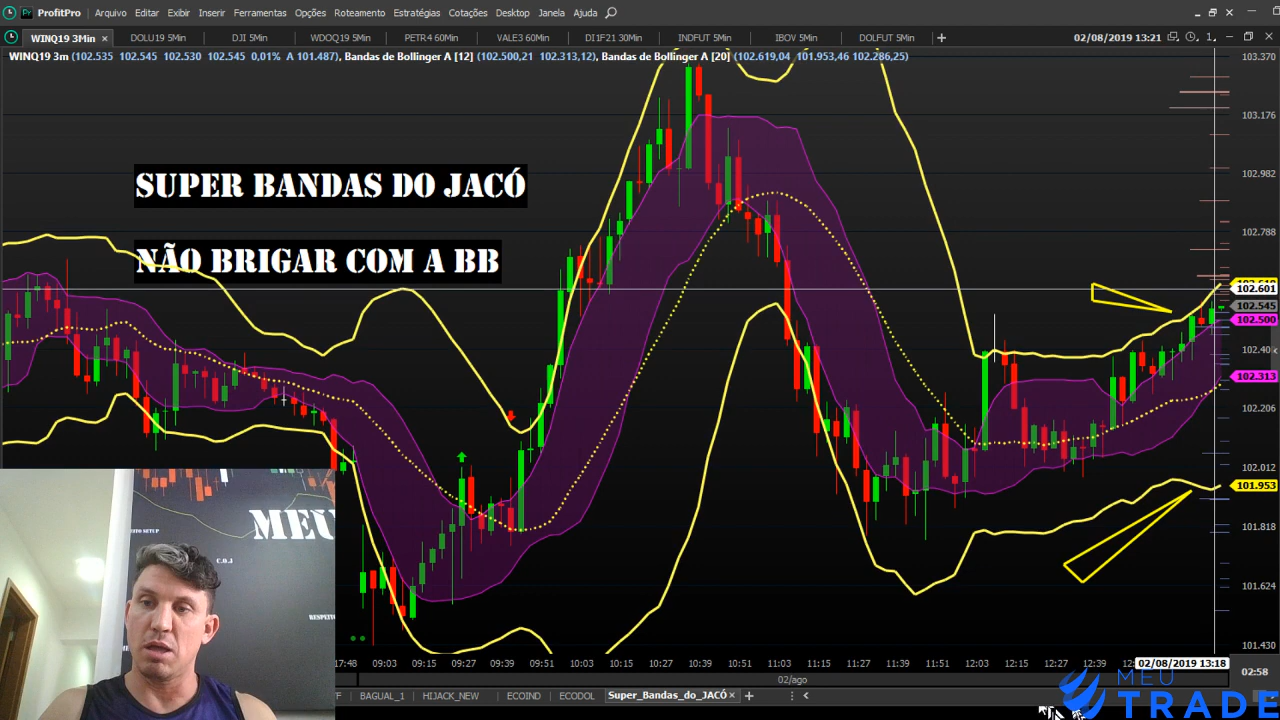 ProfitPro Arquivo Editar Exibir Inserir Ferramentas Opções Roteamento Estratégias Cotações Desktop Janela Ajuda
WINQ19 3Min DOLU19 5Min DJI 5Min WDOQ19 5Min PETR4 60Min VALE3 60Min DI1F21 30Min INDFUT 5Min IBOV 5Min DOLFUT 5Min 02/08/2019 13:21
WINQ19 3m (102.535 102.545 102.530 102.545 0,01% A 101.487), Bandas de Bollinger A [12] (102.500,21 102.313,12), Bandas de Bollinger A [20] (102.619,04 101.953,46 102.286,25)
103.370
103.176
SUPER BANDAS DO JACÓ
102.982
102.788
NÃO BRIGAR COM A BB
102.601
102.545
102.500
102.40
102.313
102.206
102.012
101.953
101.818
101.624
101.430
MEU
C.O.J
17:48 09:03 09:15 09:27 09:39 09:51 10:03 10:15 10:27 10:39 10:51 11:03 11:15 11:27 11:39 11:51 12:03 12:15 12:27 12:39 02/08/2019 13:18
02/ago
02:58
BAGUAL_1 HIJACK_NEW ECOIND ECODOL Super_Bandas_do_JACÓ
MEU
TRADE